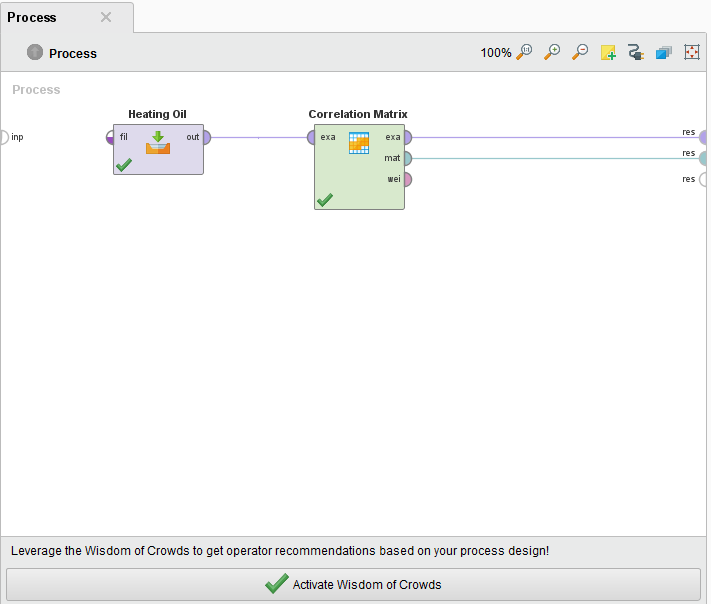 Process
Process
100%
Process
Heating Oil
Correlation Matrix
inp
fil
out
exa
exa
res
mat
res
wei
res
Leverage the Wisdom of Crowds to get operator recommendations based on your process design!
Activate Wisdom of Crowds